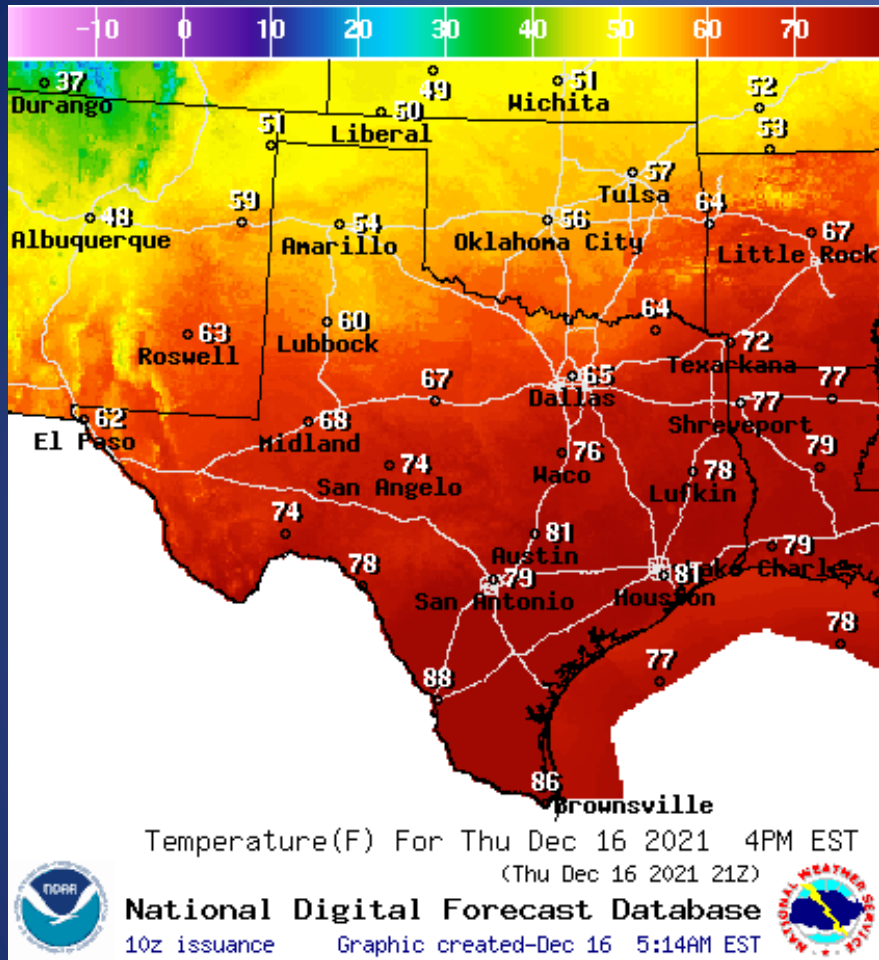 -10 0 10 20 30 40 50 60 70
37
Durango
49
51
Wichita
52
50
Liberal
51
53
57
Tulsa
48
Albuquerque
59
54
Amarillo
56
Oklahoma City
64
67
Little Rock
63
Roswell
60
Lubbock
64
72
Texarkana
65
Dallas
67
77
Shreveport
77
62
El Paso
68
Midland
74
San Angelo
76
Waco
78
Lufkin
79
74
81
Austin
79
Lake Charles
78
79
San Antonio
81
Houston
78
77
88
86
Brownsville
Temperature(F) For Thu Dec 16 2021 4PM EST
(Thu Dec 16 2021 21Z)
NOAA
National Digital Forecast Database
NATIONAL WEATHER SERVICE
10z issuance Graphic created-Dec 16 5:14AM EST